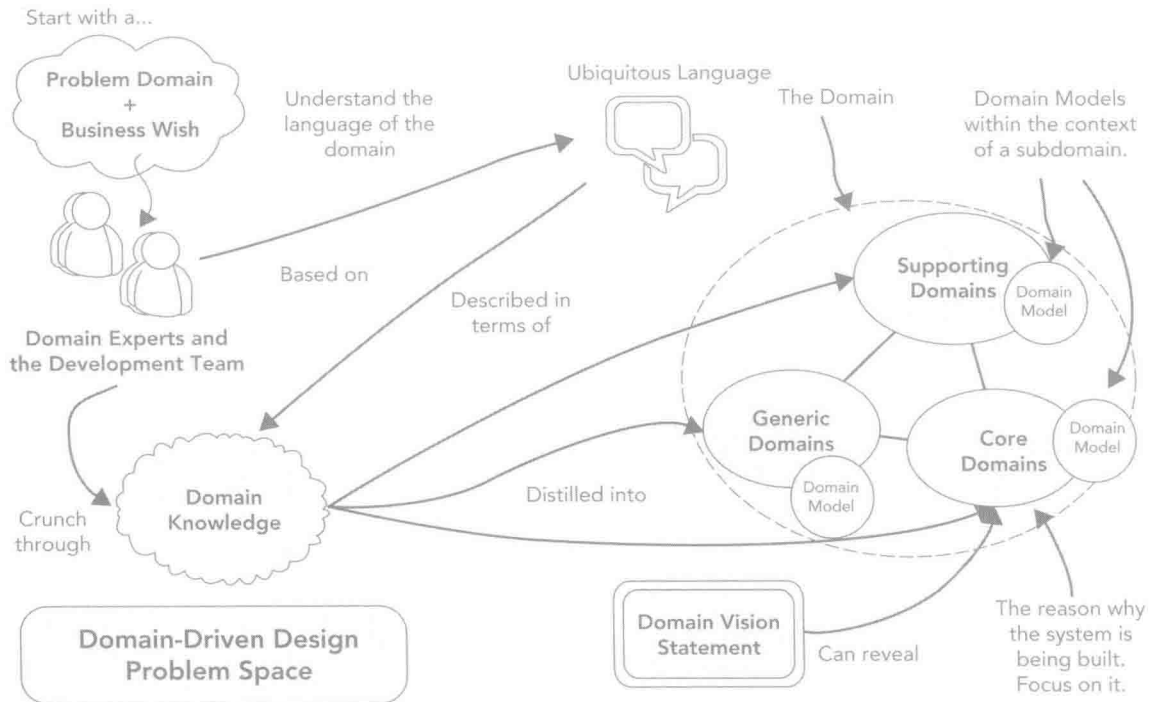 Start with a...
Problem Domain
+
Business Wish
Understand the
language of the
domain
Ubiquitous Language
The Domain
Domain Models
within the context
of a subdomain.
Supporting
Domains
Domain
Model
Based on
Described in
terms of
Domain Experts and
the Development Team
Generic
Domains
Domain
Model
Core
Domains
Domain
Model
Crunch
through
Domain
Knowledge
Distilled into
Domain-Driven Design
Problem Space
Domain Vision
Statement
Can reveal
The reason why
the system is
being built.
Focus on it.